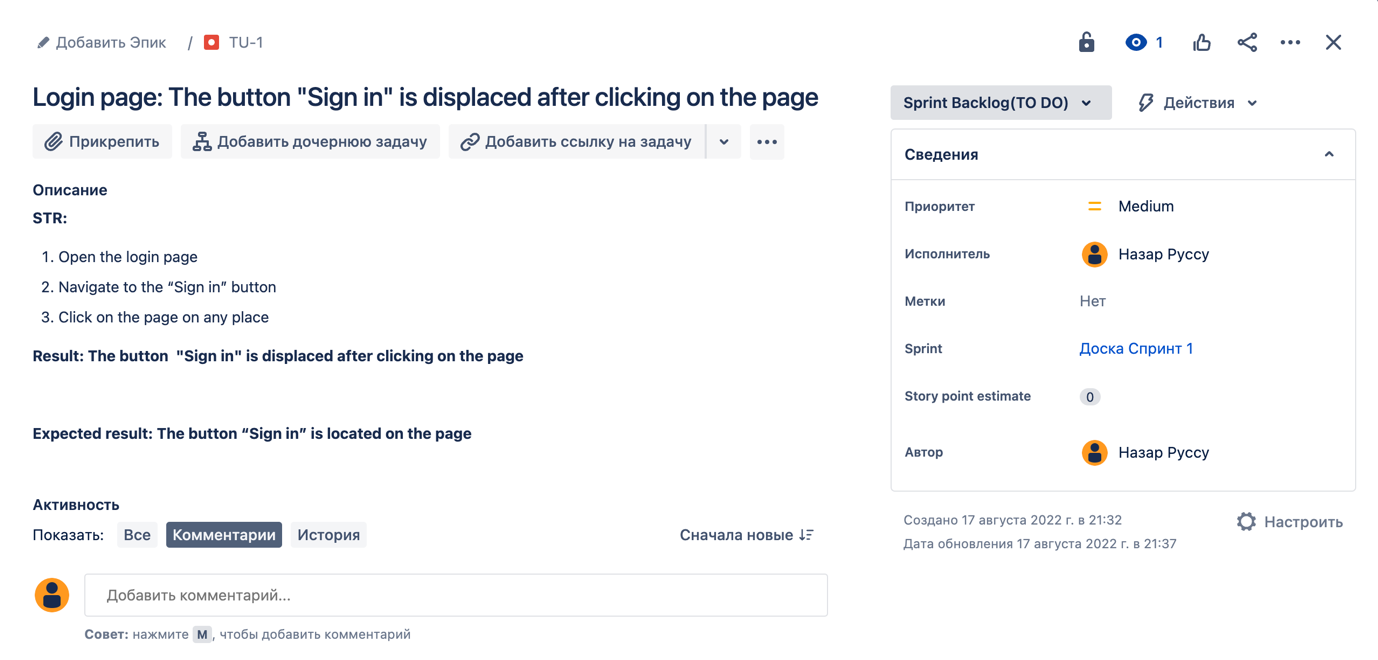 Добавить Эпик / TU-1
1
Login page: The button "Sign in" is displaced after clicking on the page
Прикрепить
Добавить дочернюю задачу
Добавить ссылку на задачу
Описание
STR:
1. Open the login page
2. Navigate to the “Sign in” button
3. Click on the page on any place
Result: The button  "Sign in" is displaced after clicking on the page
Expected result: The button “Sign in” is located on the page
Активность
Показать: Все Комментарии История
Сначала новые
Добавить комментарий...
Совет: нажмите M, чтобы добавить комментарий
Sprint Backlog(TO DO)
Действия
Сведения
Приоритет Medium
Исполнитель Назар Руссу
Метки Нет
Sprint Доска Спринт 1
Story point estimate 0
Автор Назар Руссу
Создано 17 августа 2022 г. в 21:32
Дата обновления 17 августа 2022 г. в 21:37
Настроить